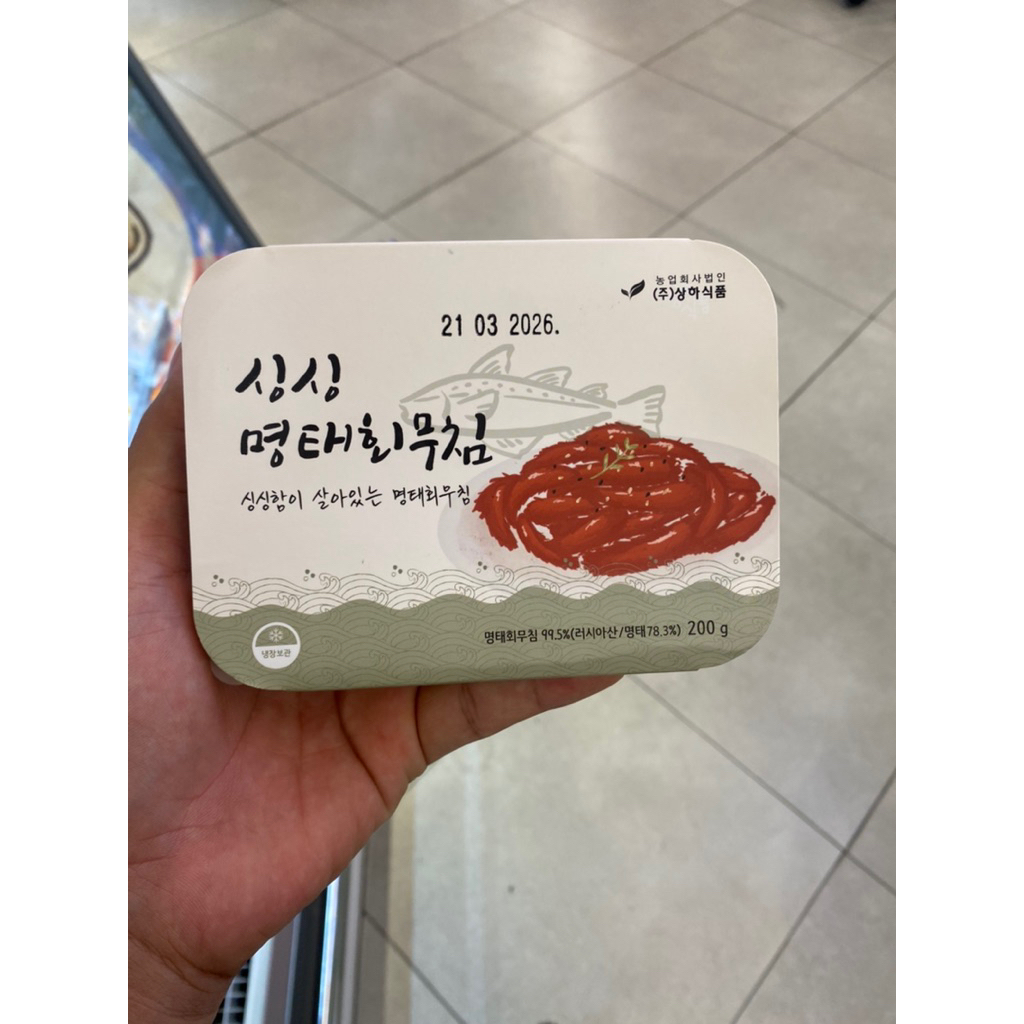 농업회사법인
(주)상하식품
21 03 2026.
싱싱
명태회무침
싱싱함이 살아있는 명태회무침
명태회무침 99.5%(러시아산/명태78.3%) 200 g
냉장보관